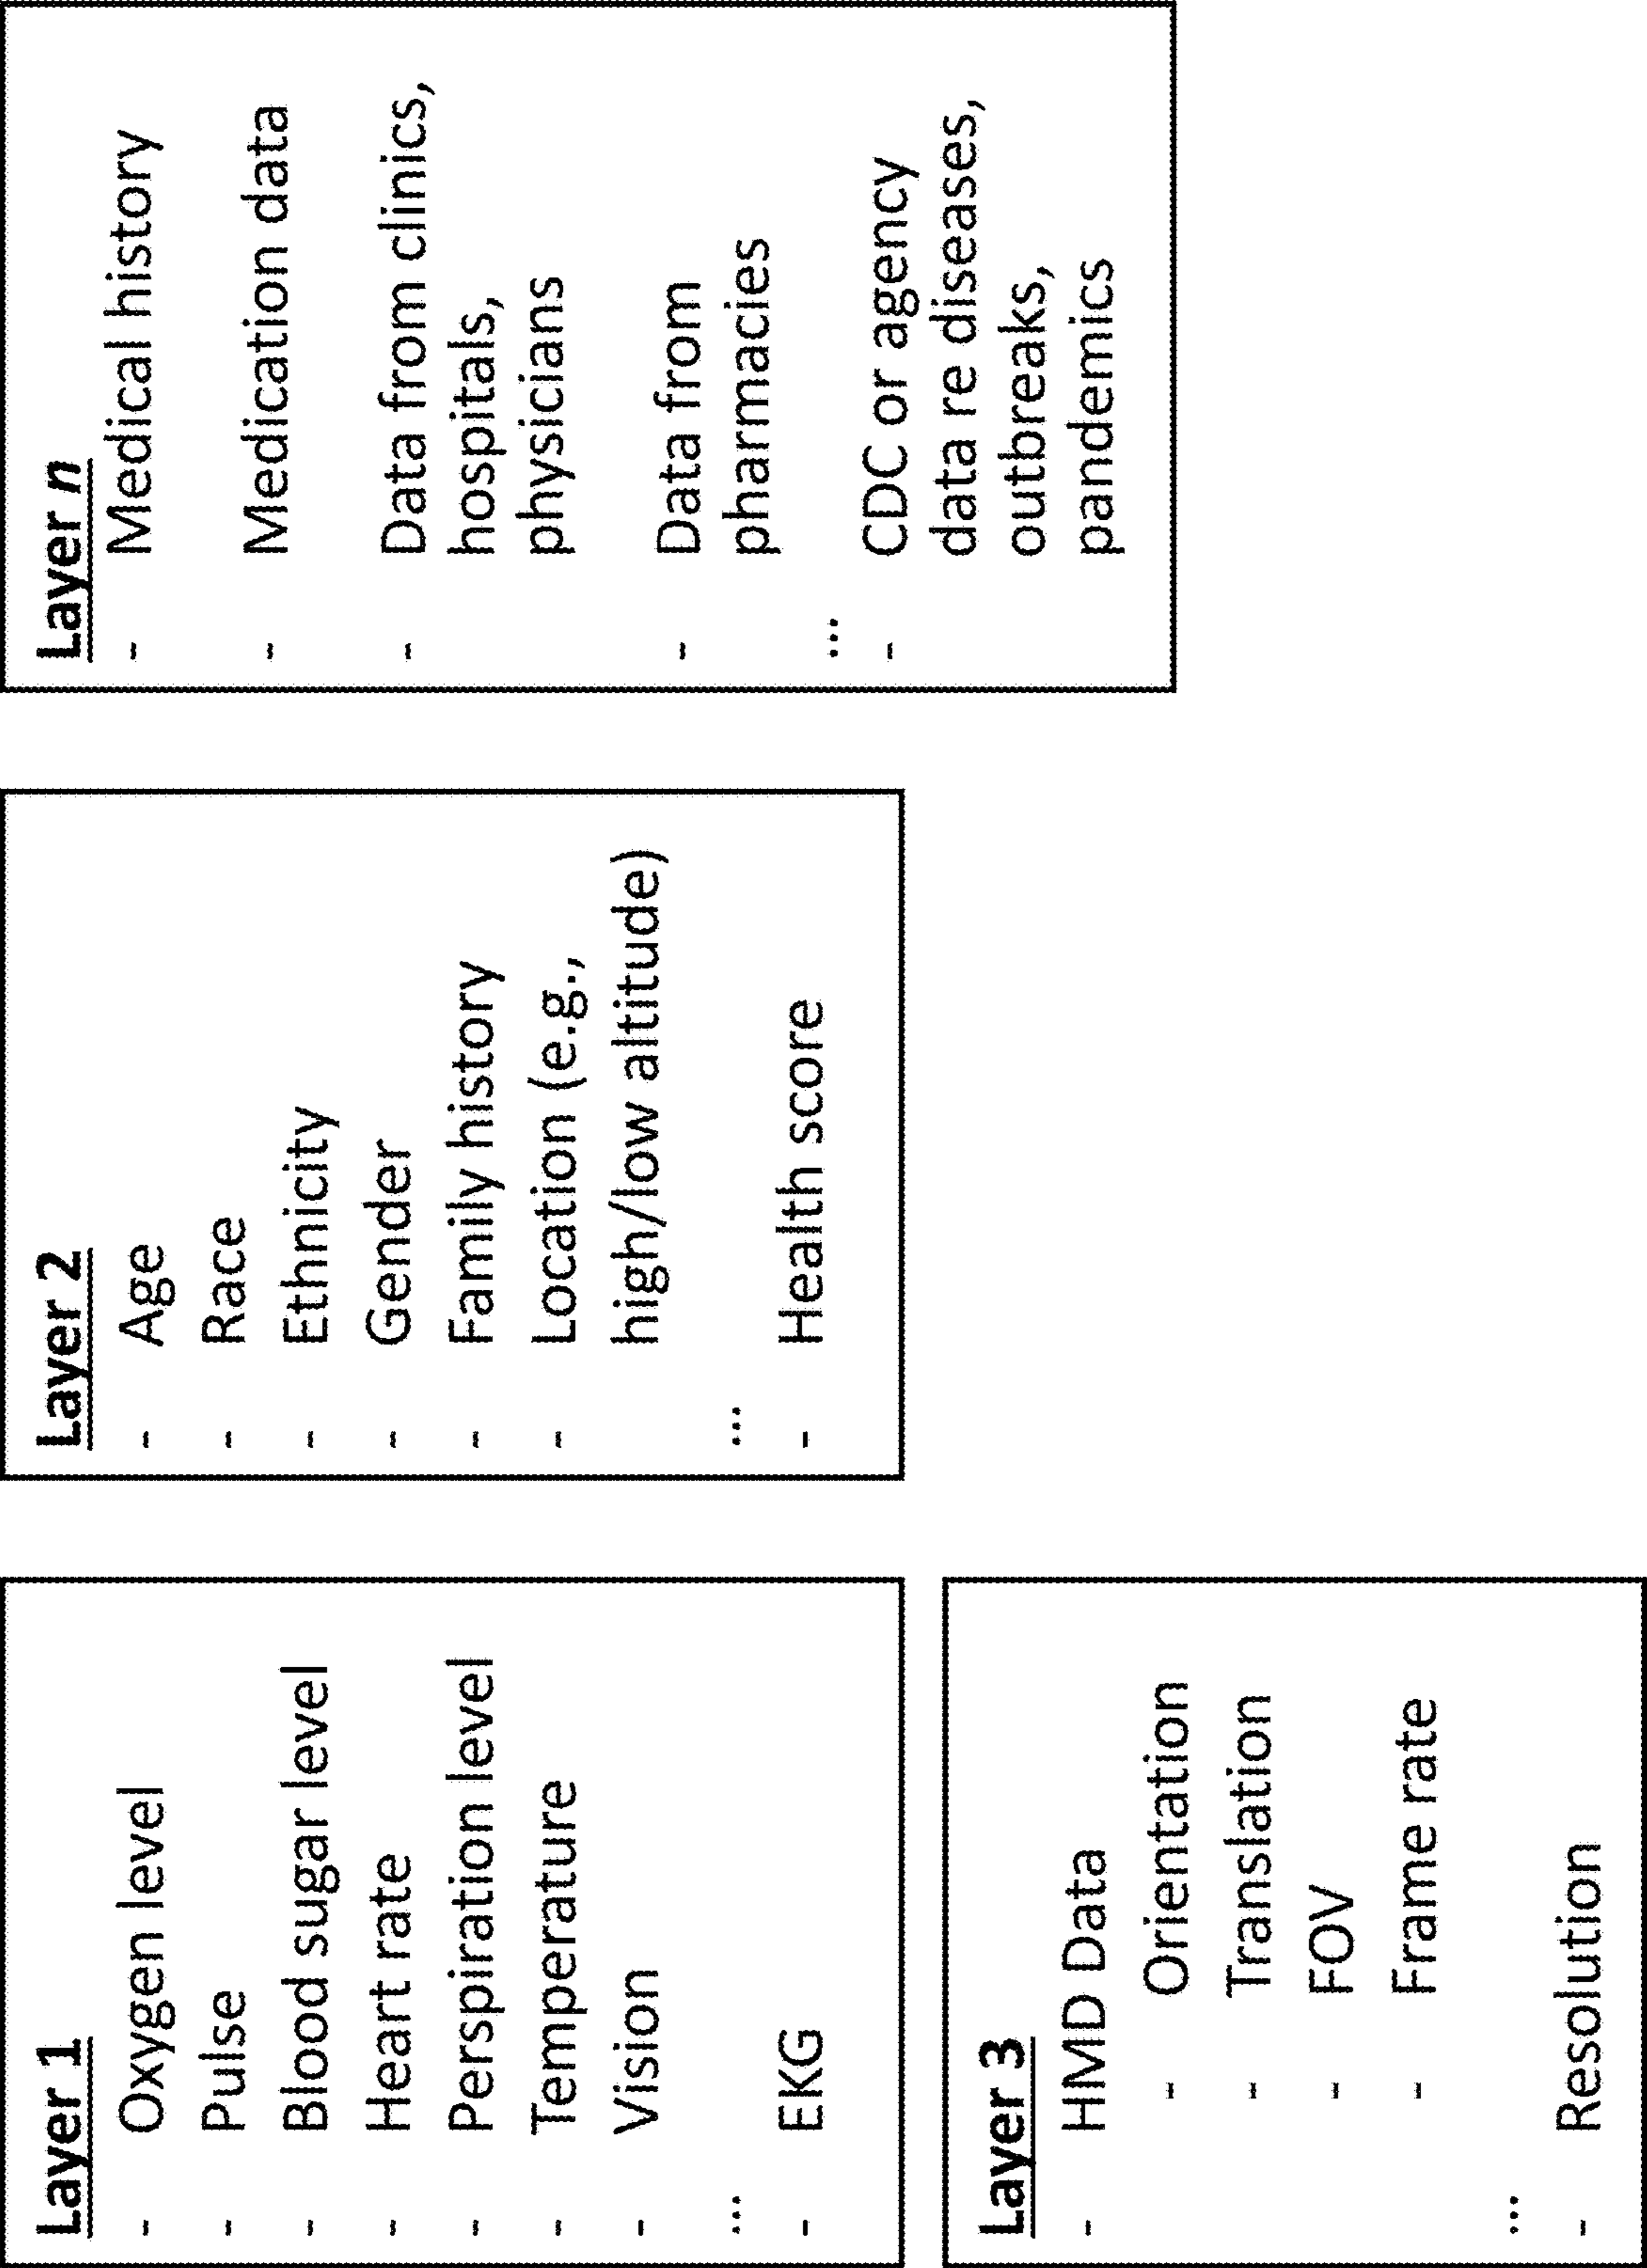 Layer 1
- Oxygen level
- Pulse
- Blood sugar level
- Heart rate
- Perspiration level
- Temperature
- Vision
...
- EKG
Layer 2
- Age
- Race
- Ethnicity
- Gender
- Family history
- Location (e.g.,
high/low altitude)
...
- Health score
Layer n
- Medical history
- Medication data
- Data from clinics,
hospitals,
physicians
- Data from
pharmacies
...
- CDC or agency
data re diseases,
outbreaks,
pandemics
Layer 3
- HMD Data
- Orientation
- Translation
- FOV
- Frame rate
...
- Resolution